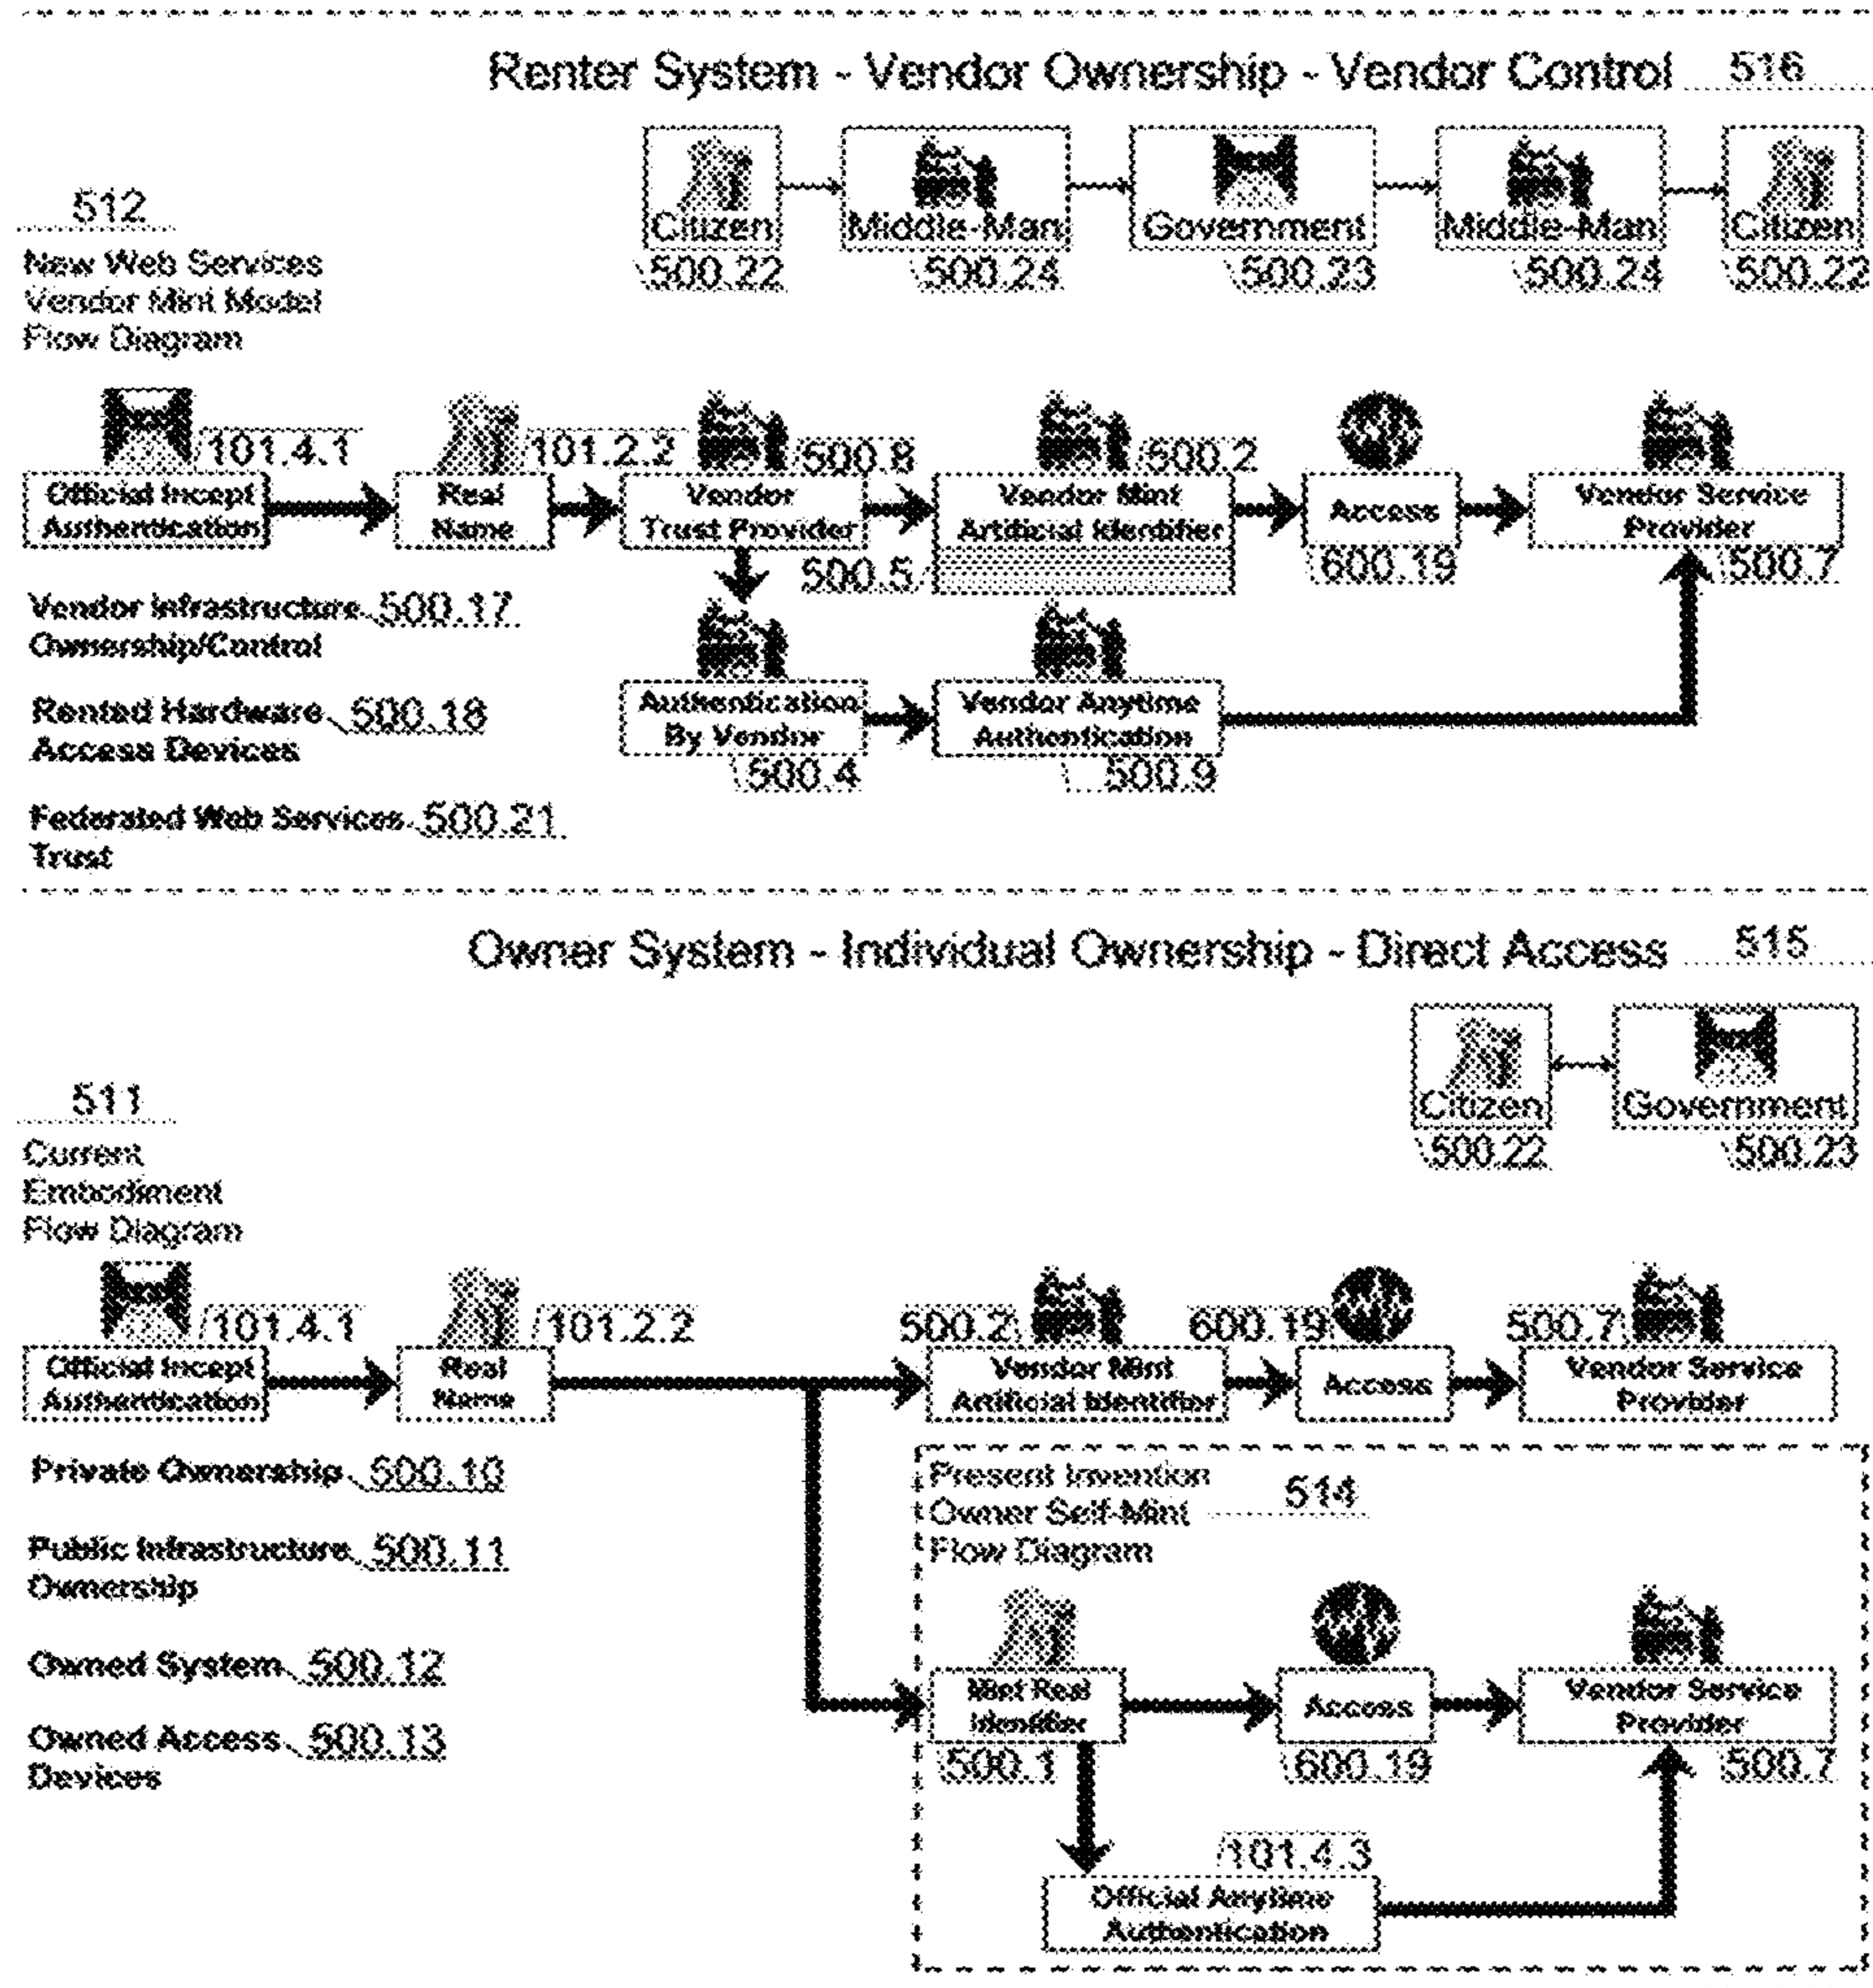 Renter System - Vendor Ownership - Vendor Control 516
Citizen Middle-Man Government Middle-Man Citizen
500.22 500.24 500.23 500.24 500.22
512
New Web Services
Vendor Mint Model
Flow Diagram
101.4.1 101.2.2 500.8 500.2
Official Incept Authentication
Real Name
Vendor Trust Provider
Vendor Mint Artificial Identifier
Access
Vendor Service Provider
500.5 600.19 500.7
Vendor Infrastructure 500.17
Ownership/Control
Rented Hardware 500.18
Access Devices
Authentication By Vendor
Vendor Anytime Authentication
500.4 500.9
Federated Web Services 500.21
Trust
Owner System - Individual Ownership - Direct Access 515
Citizen Government
500.22 500.23
511
Current
Embodiment
Flow Diagram
101.4.1 101.2.2 500.2 600.19 500.7
Official Incept Authentication
Real Name
Vendor Mint Artificial Identifier
Access
Vendor Service Provider
Private Ownership 500.10
Public Infrastructure 500.11
Ownership
Owned System 500.12
Owned Access 500.13
Devices
Present Invention
Owner Self-Mint 514
Flow Diagram
Mint Real Identifier
Access
Vendor Service Provider
500.1 600.19 500.7
101.4.3
Official Anytime
Authentication